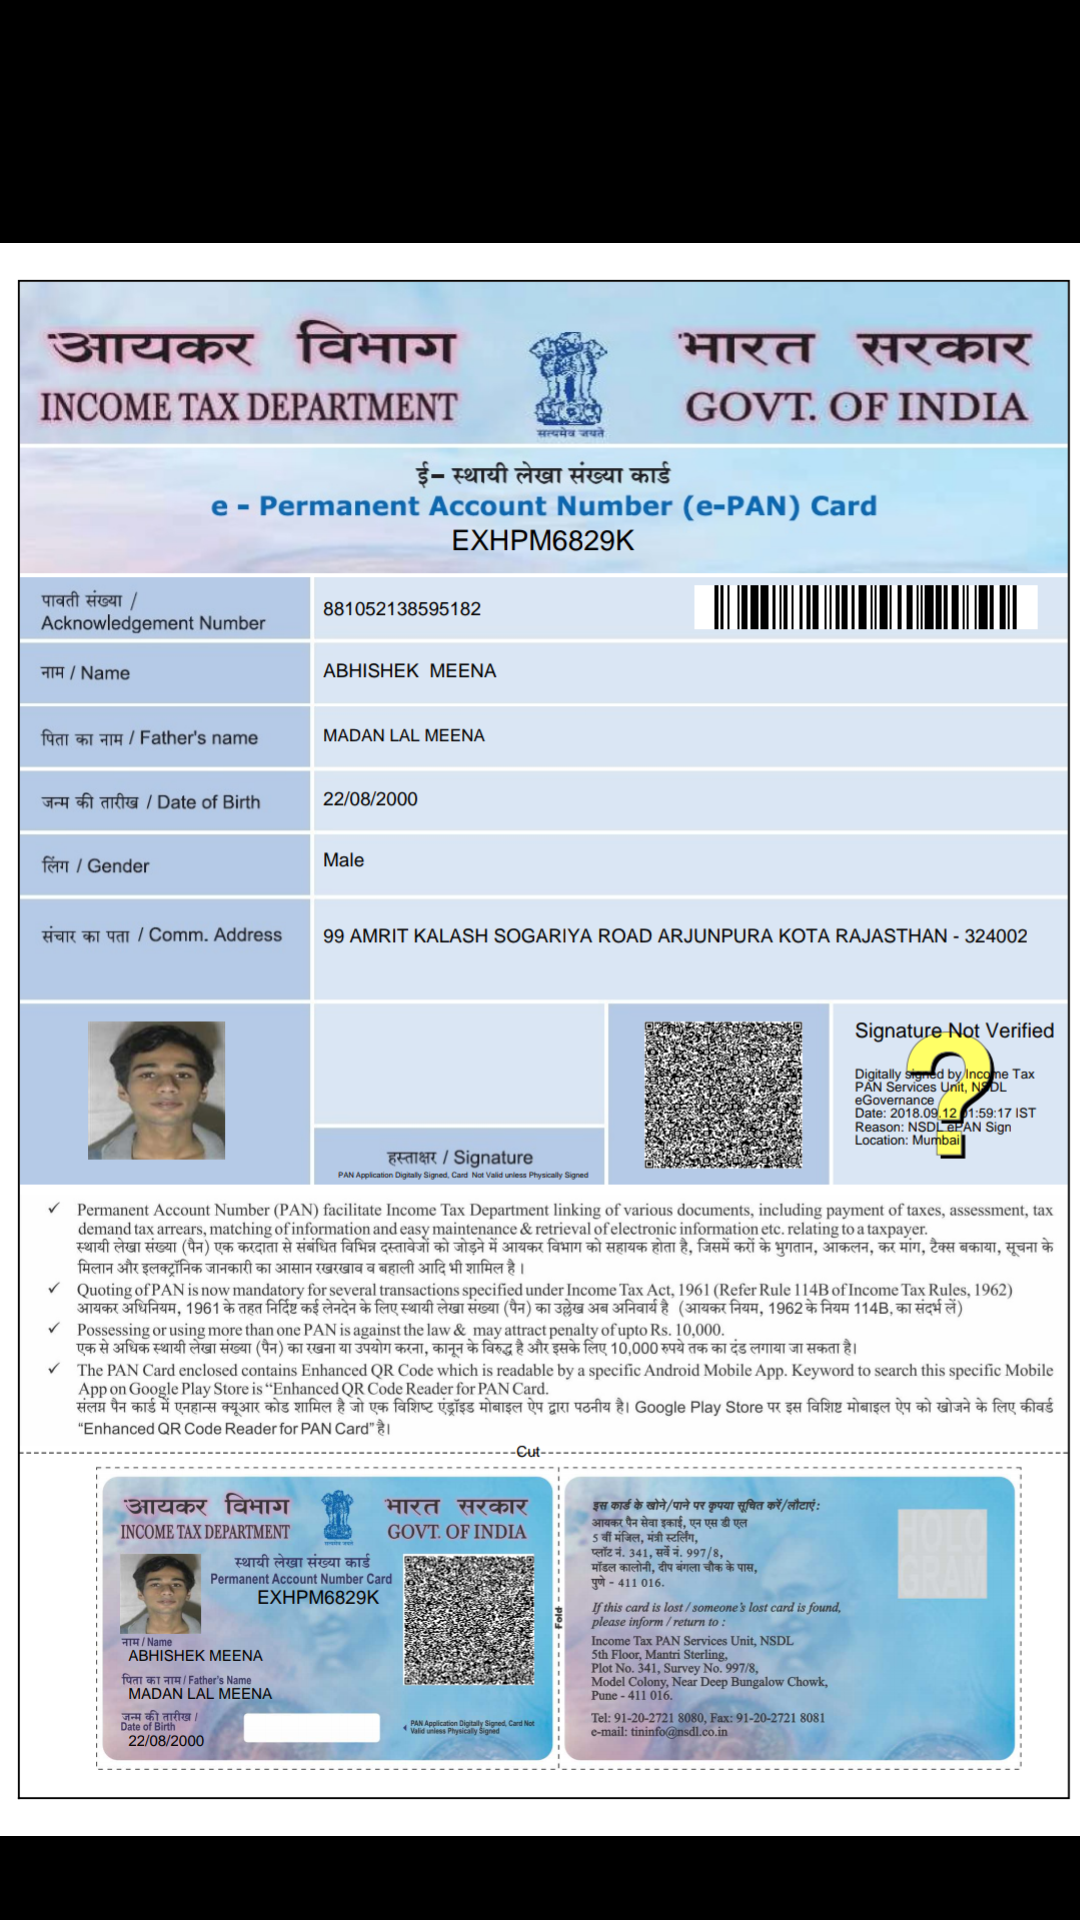 आयकर विभाग
INCOME TAX DEPARTMENT
सत्यमेव जयते
भारत सरकार
GOVT. OF INDIA
ई– स्थायी लेखा संख्या कार्ड
e - Permanent Account Number (e-PAN) Card
EXHPM6829K
पावती संख्या /
Acknowledgement Number
881052138595182
नाम / Name
ABHISHEK MEENA
पिता का नाम / Father's name
MADAN LAL MEENA
जन्म की तारीख / Date of Birth
22/08/2000
लिंग / Gender
Male
संचार का पता / Comm. Address
99 AMRIT KALASH SOGARIYA ROAD ARJUNPURA KOTA RAJASTHAN - 324002
हस्ताक्षर / Signature
PAN Application Digitally Signed, Card Not Valid unless Physically Signed
Signature Not Verified
Digitally signed by Income Tax
PAN Services Unit, NSDL
eGovernance
Date: 2018.09.12 01:59:17 IST
Reason: NSDL ePAN Sign
Location: Mumbai
✓ Permanent Account Number (PAN) facilitate Income Tax Department linking of various documents, including payment of taxes, assessment, tax
demand tax arrears, matching of information and easy maintenance & retrieval of electronic information etc. relating to a taxpayer.
स्थायी लेखा संख्या (पैन) एक करदाता से संबंधित विभिन्न दस्तावेजों को जोड़ने में आयकर विभाग को सहायक होता है, जिसमें करों के भुगतान, आकलन, कर मांग, टैक्स बकाया, सूचना के
मिलान और इलक्ट्रॉनिक जानकारी का आसान रखरखाव व बहाली आदि भी शामिल है ।
✓ Quoting of PAN is now mandatory for several transactions specified under Income Tax Act, 1961 (Refer Rule 114B of Income Tax Rules, 1962)
आयकर अधिनियम, 1961 के तहत निर्दिष्ट कई लेनदेन के लिए स्थायी लेखा संख्या (पैन) का उल्लेख अब अनिवार्य है (आयकर नियम, 1962 के नियम 114B, का संदर्भ लें)
✓ Possessing or using more than one PAN is against the law & may attract penalty of upto Rs. 10,000.
एक से अधिक स्थायी लेखा संख्या (पैन) का रखना या उपयोग करना, कानून के विरुद्ध है और इसके लिए 10,000 रुपये तक का दंड लगाया जा सकता है।
✓ The PAN Card enclosed contains Enhanced QR Code which is readable by a specific Android Mobile App. Keyword to search this specific Mobile
App on Google Play Store is “Enhanced QR Code Reader for PAN Card.
संलग्न पैन कार्ड में एनहान्स क्यूआर कोड शामिल है जो एक विशिष्ट एंड्रॉइड मोबाइल ऐप द्वारा पठनीय है। Google Play Store पर इस विशिष्ट मोबाइल ऐप को खोजने के लिए कीवर्ड
“Enhanced QR Code Reader for PAN Card” है।
Cut
आयकर विभाग
INCOME TAX DEPARTMENT
भारत सरकार
GOVT. OF INDIA
स्थायी लेखा संख्या कार्ड
Permanent Account Number Card
EXHPM6829K
नाम / Name
ABHISHEK MEENA
पिता का नाम / Father's Name
MADAN LAL MEENA
जन्म की तारीख /
Date of Birth
22/08/2000
PAN Application Digitally Signed, Card Not
Valid unless Physically Signed
Fold
इस कार्ड के खोने/पाने पर कृपया सूचित करें/लौटाएं:
आयकर पैन सेवा इकाई, एन एस डी एल
5 वीं मंजिल, मंत्री स्टर्लिंग,
प्लॉट नं. 341, सर्वे नं. 997/8,
मॉडल कालोनी, दीप बंगला चौक के पास,
पुणे - 411 016.
If this card is lost / someone's lost card is found,
please inform / return to :
Income Tax PAN Services Unit, NSDL
5th Floor, Mantri Sterling,
Plot No. 341, Survey No. 997/8,
Model Colony, Near Deep Bungalow Chowk,
Pune - 411 016.
Tel: 91-20-2721 8080, Fax: 91-20-2721 8081
e-mail: tininfo@nsdl.co.in
HOLO
GRAM